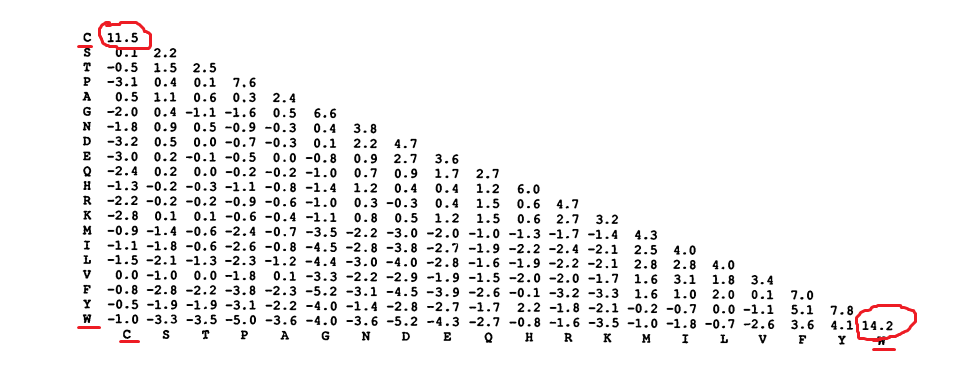 C 11.5
S 0.1 2.2
T -0.5 1.5 2.5
P -3.1 0.4 0.1 7.6
A 0.5 1.1 0.6 0.3 2.4
G -2.0 0.4 -1.1 -1.6 0.5 6.6
N -1.8 0.9 0.5 -0.9 -0.3 0.4 3.8
D -3.2 0.5 0.0 -0.7 -0.3 0.1 2.2 4.7
E -3.0 0.2 -0.1 -0.5 0.0 -0.8 0.9 2.7 3.6
Q -2.4 0.2 0.0 -0.2 -0.2 -1.0 0.7 0.9 1.7 2.7
H -1.3 -0.2 -0.3 -1.1 -0.8 -1.4 1.2 0.4 0.4 1.2 6.0
R -2.2 -0.2 -0.2 -0.9 -0.6 -1.0 0.3 -0.3 0.4 1.5 0.6 4.7
K -2.8 0.1 0.1 -0.6 -0.4 -1.1 0.8 0.5 1.2 1.5 0.6 2.7 3.2
M -0.9 -1.4 -0.6 -2.4 -0.7 -3.5 -2.2 -3.0 -2.0 -1.0 -1.3 -1.7 -1.4 4.3
I -1.1 -1.8 -0.6 -2.6 -0.8 -4.5 -2.8 -3.8 -2.7 -1.9 -2.2 -2.4 -2.1 2.5 4.0
L -1.5 -2.1 -1.3 -2.3 -1.2 -4.4 -3.0 -4.0 -2.8 -1.6 -1.9 -2.2 -2.1 2.8 2.8 4.0
V 0.0 -1.0 0.0 -1.8 0.1 -3.3 -2.2 -2.9 -1.9 -1.5 -2.0 -2.0 -1.7 1.6 3.1 1.8 3.4
F -0.8 -2.8 -2.2 -3.8 -2.3 -5.2 -3.1 -4.5 -3.9 -2.6 -0.1 -3.2 -3.3 1.6 1.0 2.0 0.1 7.0
Y -0.5 -1.9 -1.9 -3.1 -2.2 -4.0 -1.4 -2.8 -2.7 -1.7 2.2 -1.8 -2.1 -0.2 -0.7 0.0 -1.1 5.1 7.8
W -1.0 -3.3 -3.5 -5.0 -3.6 -4.0 -3.6 -5.2 -4.3 -2.7 -0.8 -1.6 -3.5 -1.0 -1.8 -0.7 -2.6 3.6 4.1 14.2
C S T P A G N D E Q H R K M I L V F Y W